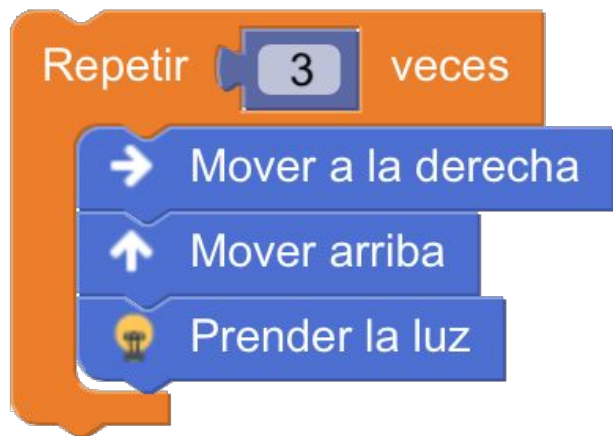 Repetir 3 veces
Mover a la derecha
Mover arriba
Prender la luz